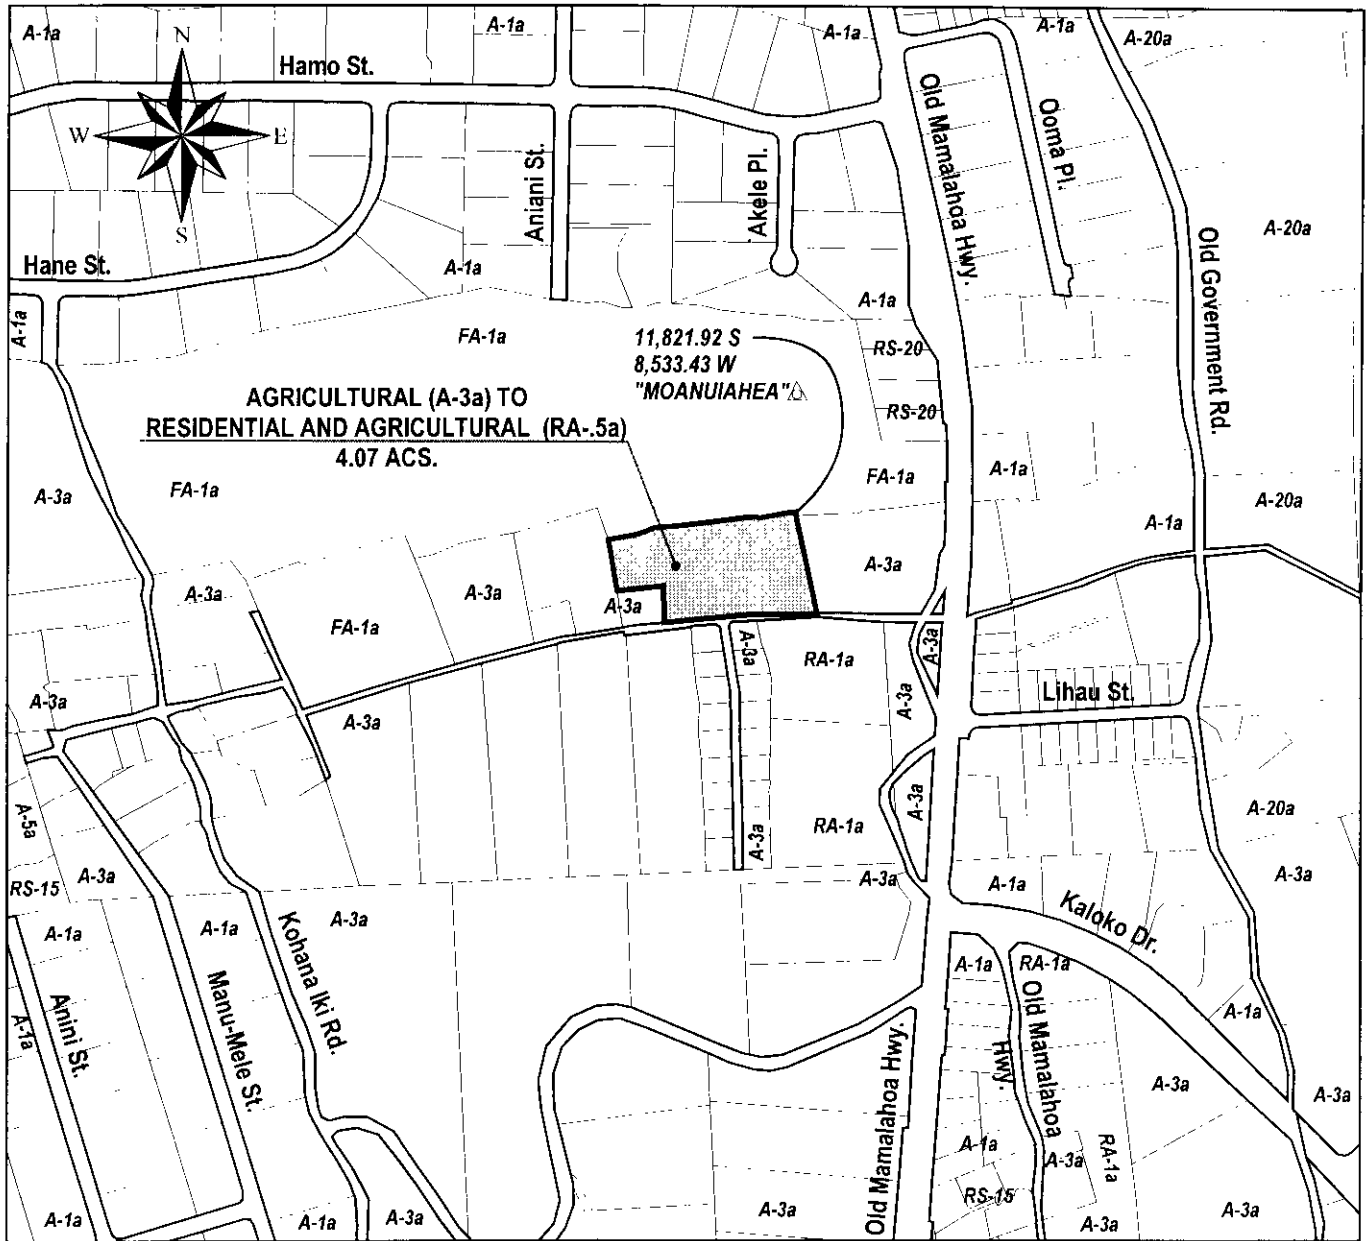 A-1a
A-1a
A-1a
A-1a
A-20a
N
Hamo St.
W
E
S
Old Mamalahoa Hwy.
Ooma Pl.
Aniani St.
'Akele Pl.
A-20a
Old Government Rd.
Hane St.
A-1a
A-1a
A-1a
FA-1a
11,821.92 S
8,533.43 W
"MOANUIAHEA"
RS-20
RS-20
AGRICULTURAL (A-3a) TO
RESIDENTIAL AND AGRICULTURAL (RA-.5a)
4.07 ACS.
A-3a
FA-1a
FA-1a
A-1a
A-20a
A-1a
A-3a
A-3a
A-3a
A-3a
FA-1a
A-3a
A-3a
RA-1a
A-3a
A-3a
A-3a
Lihau St.
A-3a
A-5a
A-3a
RA-1a
A-3a
A-20a
RS-15
A-3a
A-3a
A-1a
A-3a
A-1a
A-1a
A-3a
Kaloko Dr.
Kohana Iki Rd.
Manu-Mele St.
Anini St.
A-1a
A-1a
RA-1a
A-1a
Old Mamalahoa Hwy.
Old Mamalahoa
Hwy.
A-3a
A-3a
A-1a
A-3a
RA-1a
RS-15
A-1a
A-1a
A-3a
A-3a
A-3a
A-3a